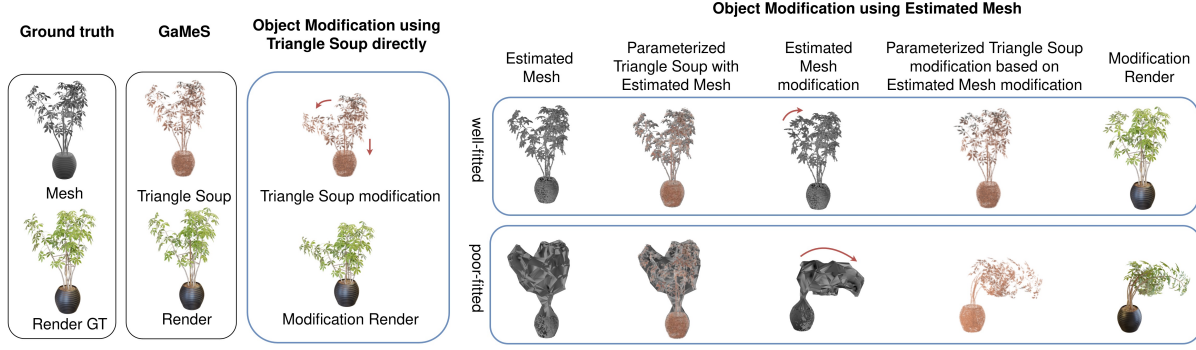 Ground truth
GaMeS
Object Modification using
Triangle Soup directly
Mesh
Triangle Soup
Triangle Soup modification
Render GT
Render
Modification Render
Object Modification using Estimated Mesh
Estimated
Mesh
Parameterized
Triangle Soup with
Estimated Mesh
Estimated
Mesh
modification
Parameterized Triangle Soup
modification based on
Estimated Mesh modification
Modification
Render
well-fitted
poor-fitted